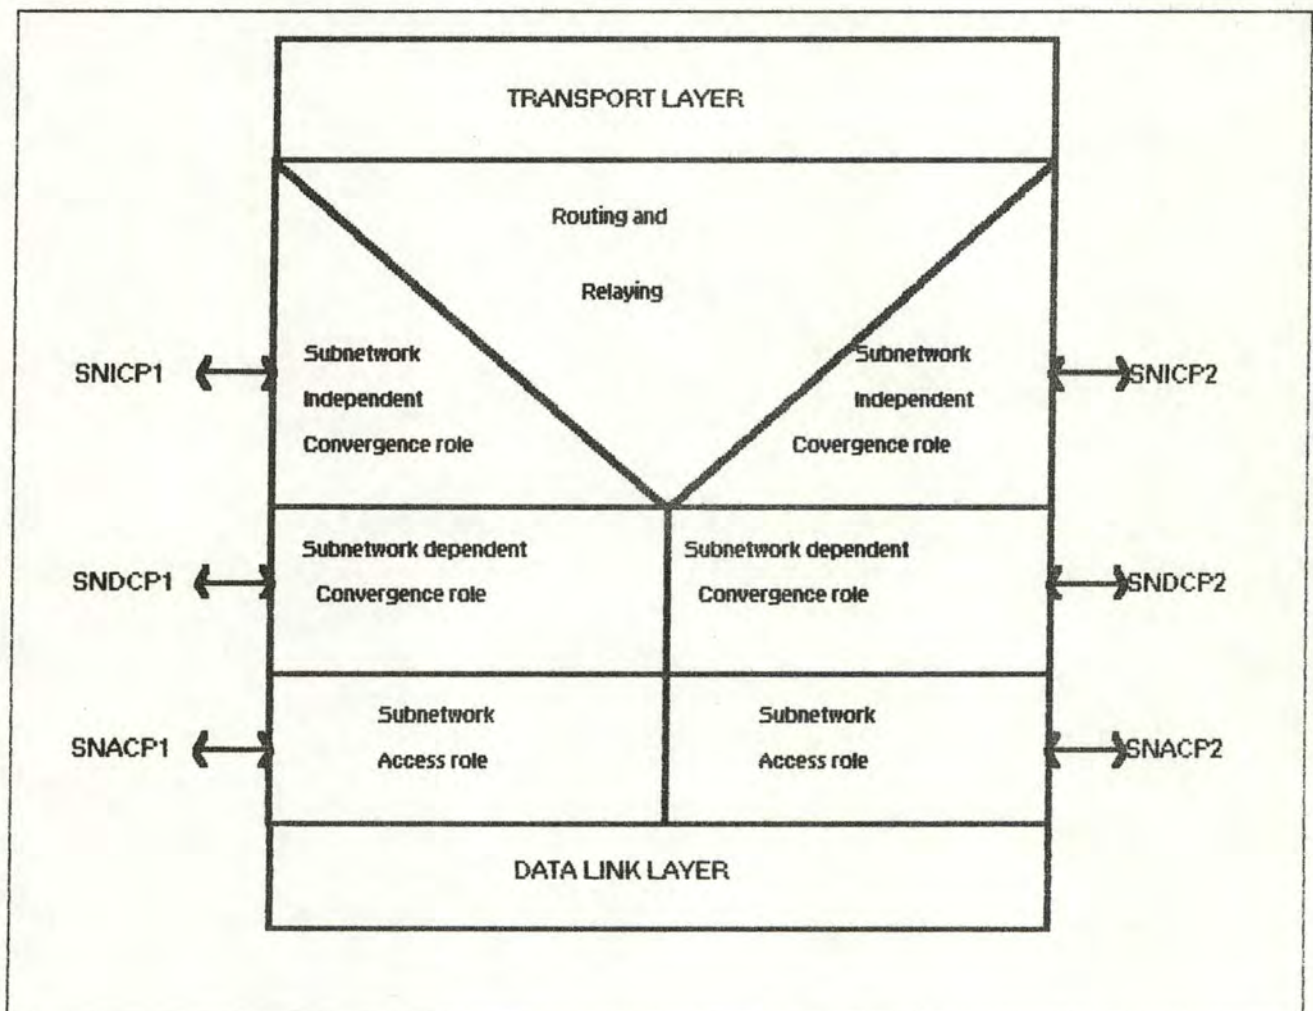 TRANSPORT LAYER
Routing and
Relaying
SNICP1
Subnetwork
Independent
Convergence role
Subnetwork
Independent
Covergence role
SNICP2
SNDCP1
Subnetwork dependent
Convergence role
Subnetwork dependent
Convergence role
SNDCP2
SNACP1
Subnetwork
Access role
Subnetwork
Access role
SNACP2
DATA LINK LAYER